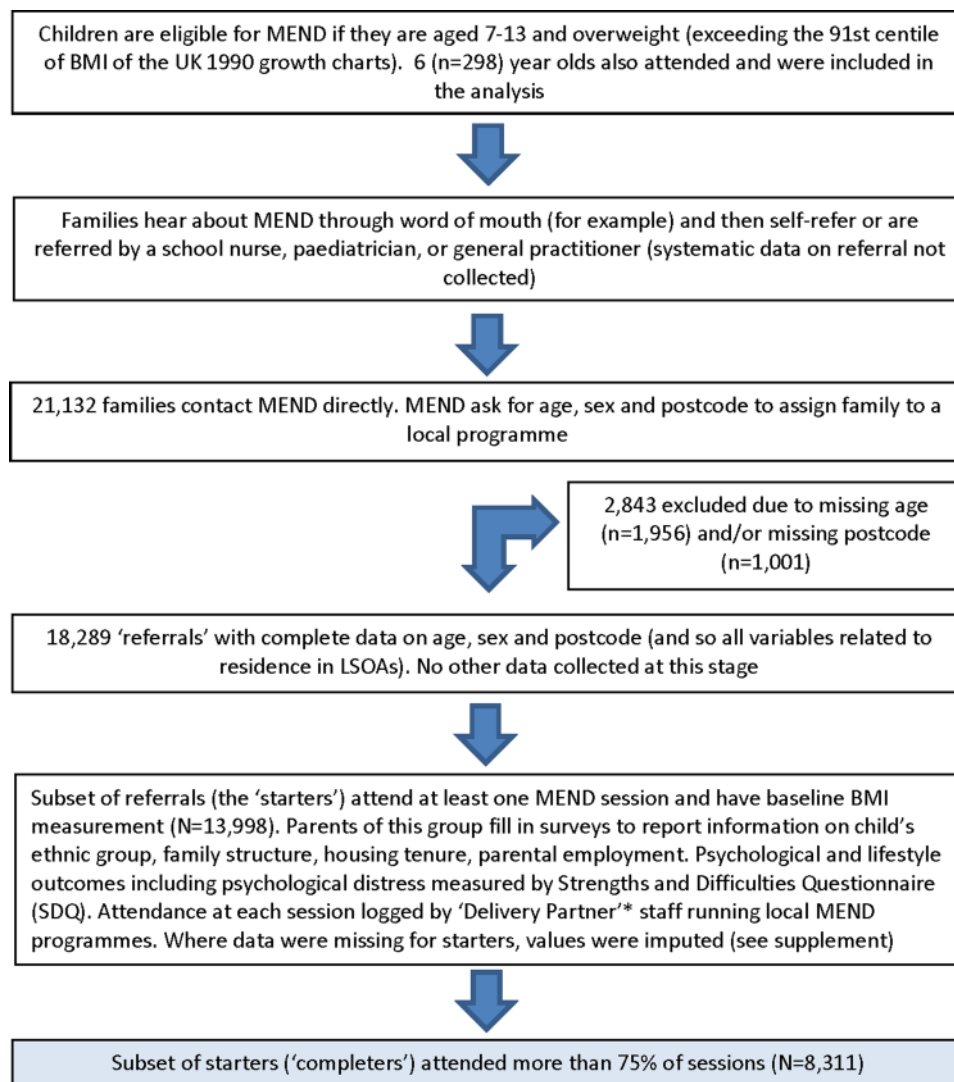 Children are eligible for MEND if they are aged 7-13 and overweight (exceeding the 91st centile
of BMI of the UK 1990 growth charts).  6 (n=298) year olds also attended and were included in
the analysis
Families hear about MEND through word of mouth (for example) and then self-refer or are
referred by a school nurse, paediatrician, or general practitioner (systematic data on referral not
collected)
21,132 families contact MEND directly. MEND ask for age, sex and postcode to assign family to a
local programme
2,843 excluded due to missing age
(n=1,956) and/or missing postcode
(n=1,001)
18,289 ‘referrals’ with complete data on age, sex and postcode (and so all variables related to
residence in LSOAs). No other data collected at this stage
Subset of referrals (the ‘starters’) attend at least one MEND session and have baseline BMI
measurement (N=13,998). Parents of this group fill in surveys to report information on child’s
ethnic group, family structure, housing tenure, parental employment. Psychological and lifestyle
outcomes including psychological distress measured by Strengths and Difficulties Questionnaire
(SDQ). Attendance at each session logged by ‘Delivery Partner’* staff running local MEND
programmes. Where data were missing for starters, values were imputed (see supplement)
Subset of starters (‘completers’) attended more than 75% of sessions (N=8,311)